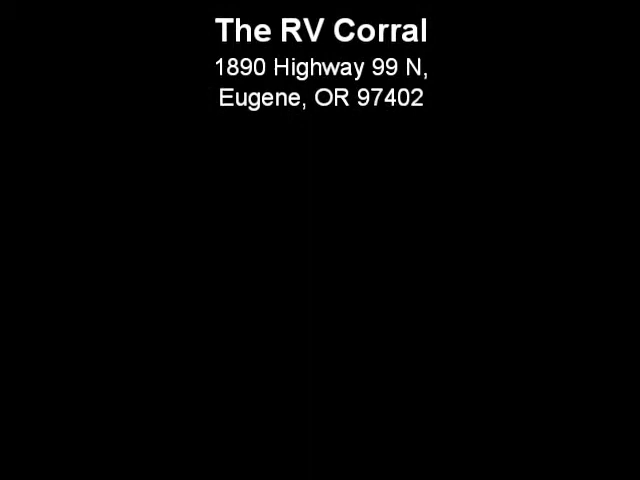 The RV Corral
1890 Highway 99 N,
Eugene, OR 97402